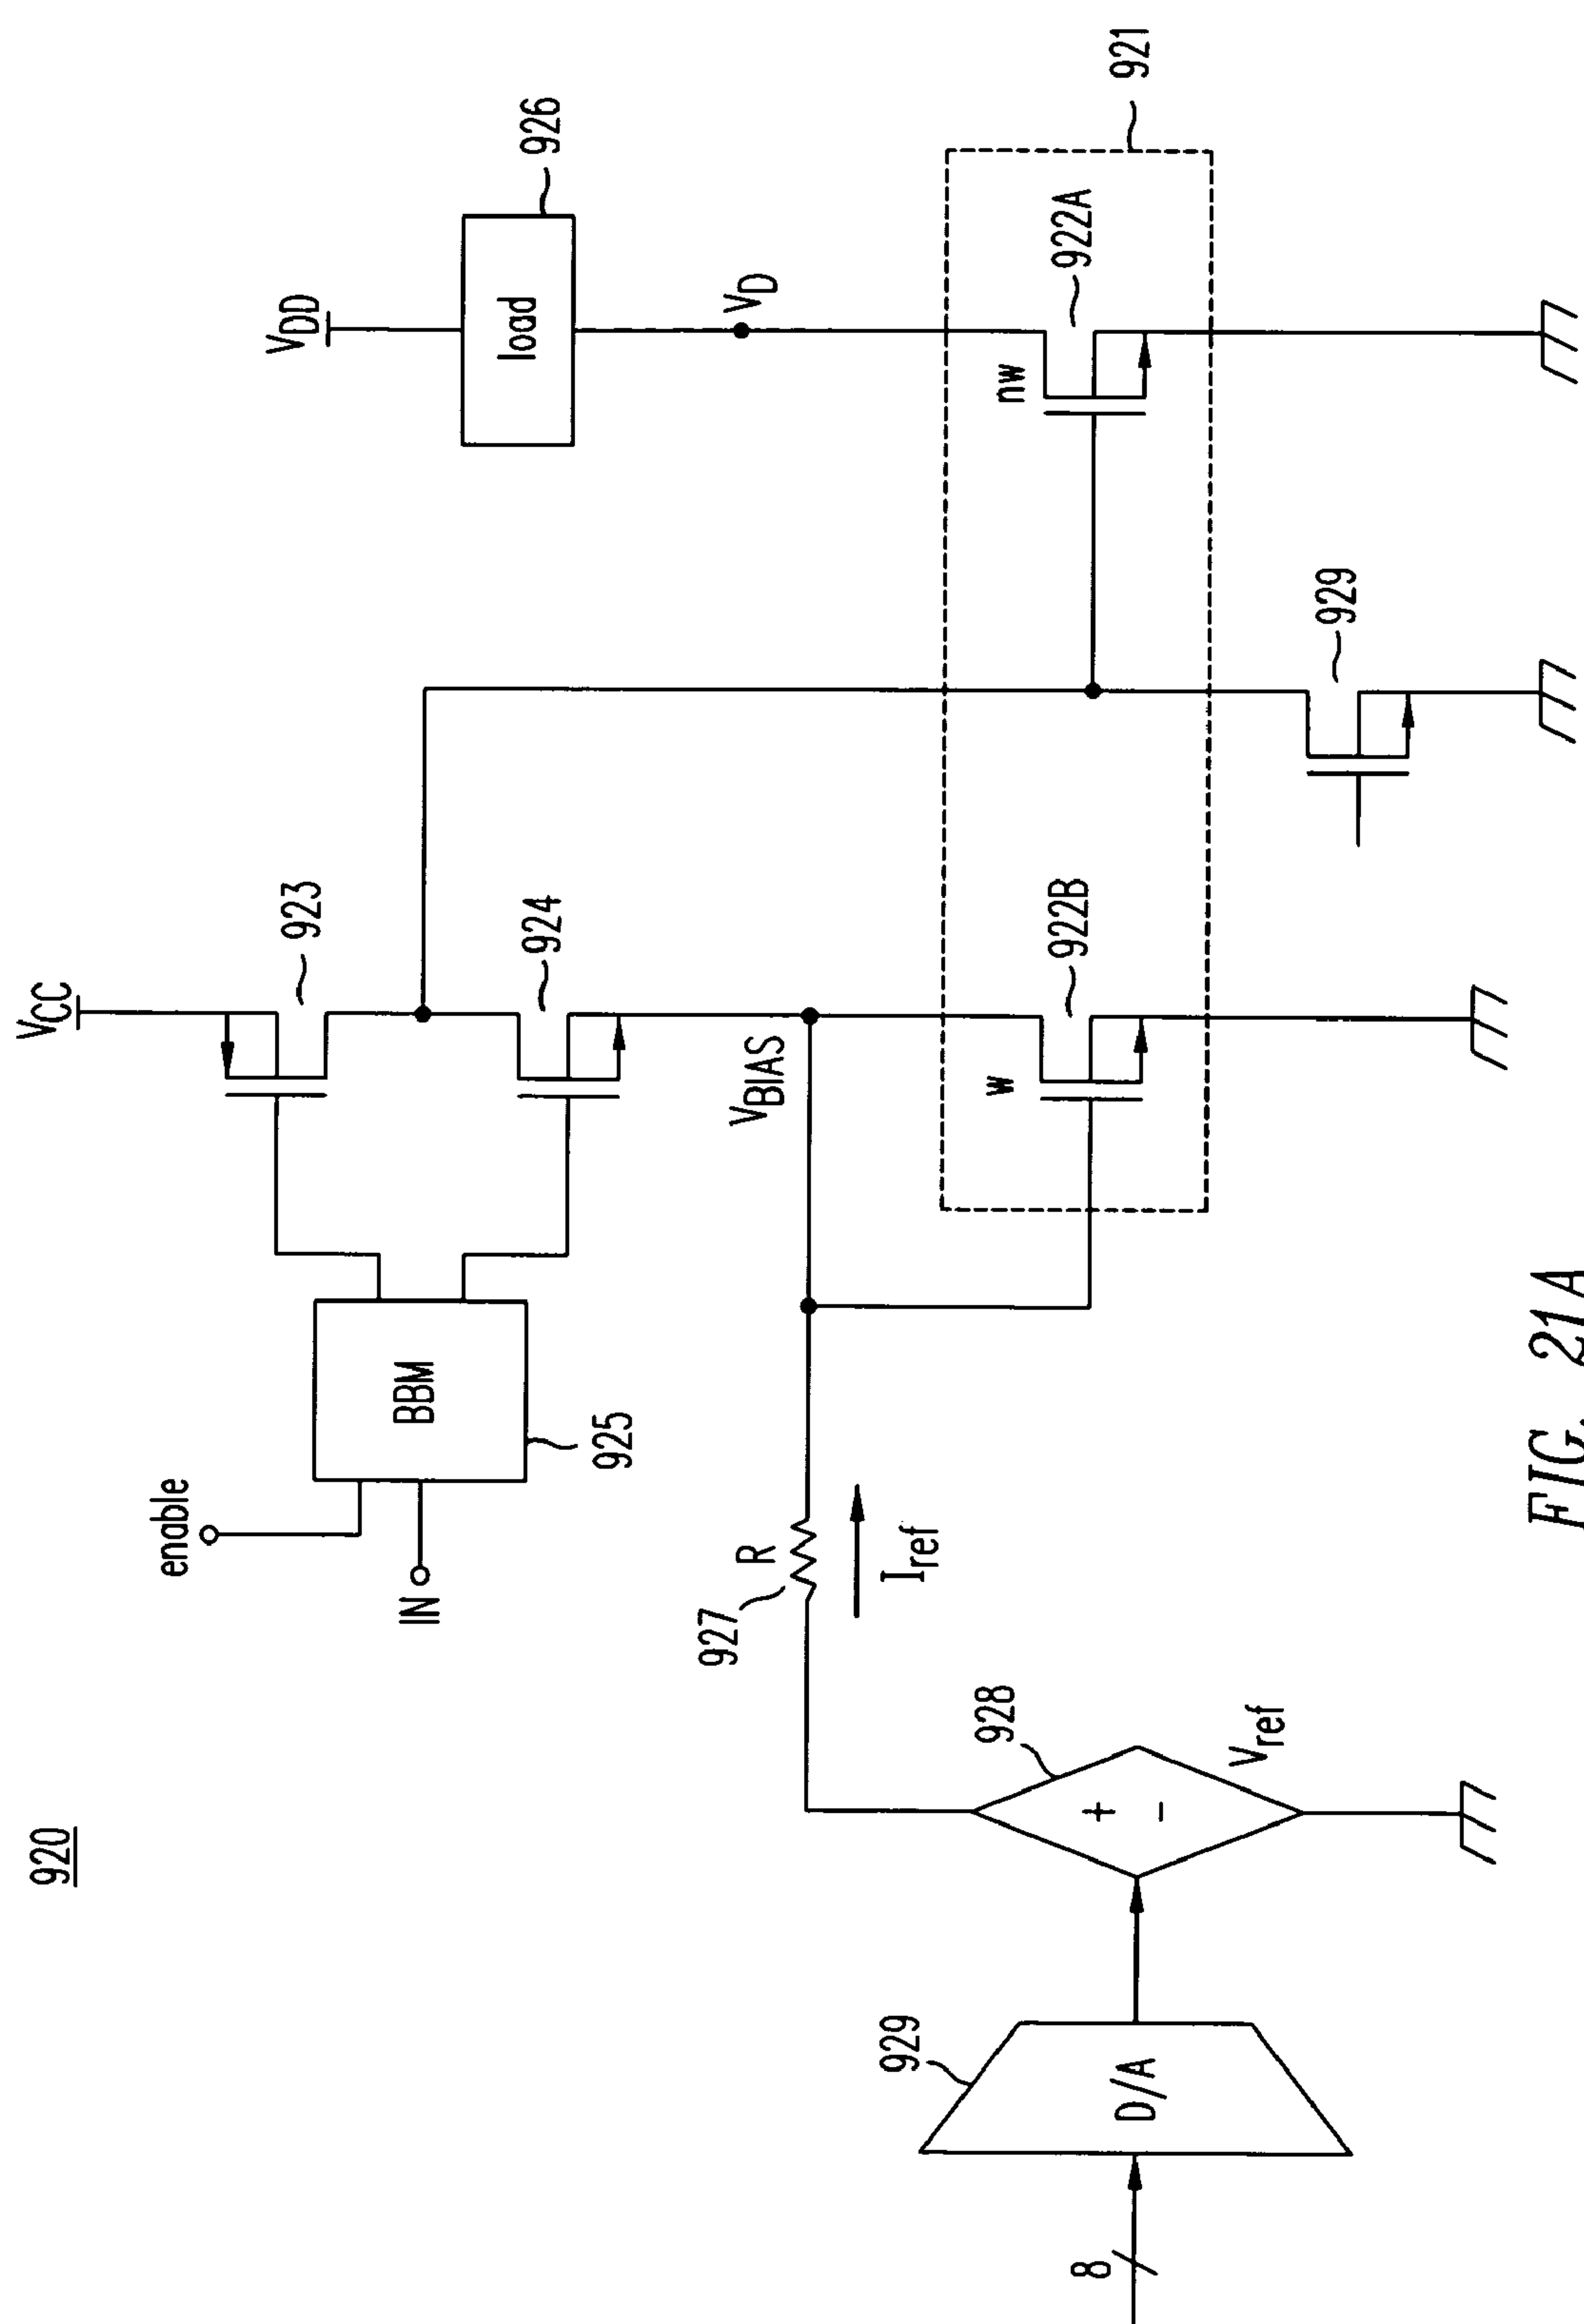 920
V_CC
923
924
enable
IN
BBM
925
V_DD
load
926
V_D
V_BIAS
927
R
I_ref
921
w
922B
nw
922A
929
928
+
−
V_ref
929
D/A
8
FIG. 21A